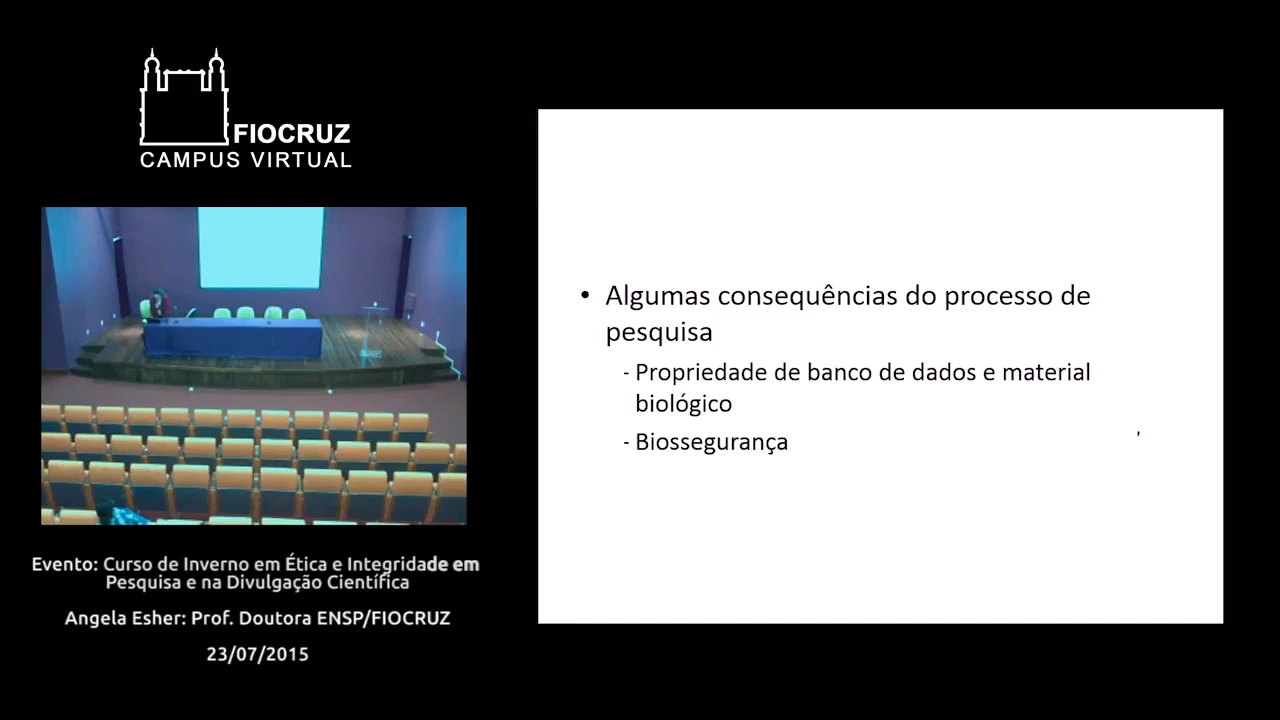 FIOCRUZ
CAMPUS VIRTUAL
Evento: Curso de Inverno em Ética e Integridade em
Pesquisa e na Divulgação Científica
Angela Esher: Prof. Doutora ENSP/FIOCRUZ
23/07/2015
• Algumas consequências do processo de
pesquisa
- Propriedade de banco de dados e material
biológico
- Biossegurança
,